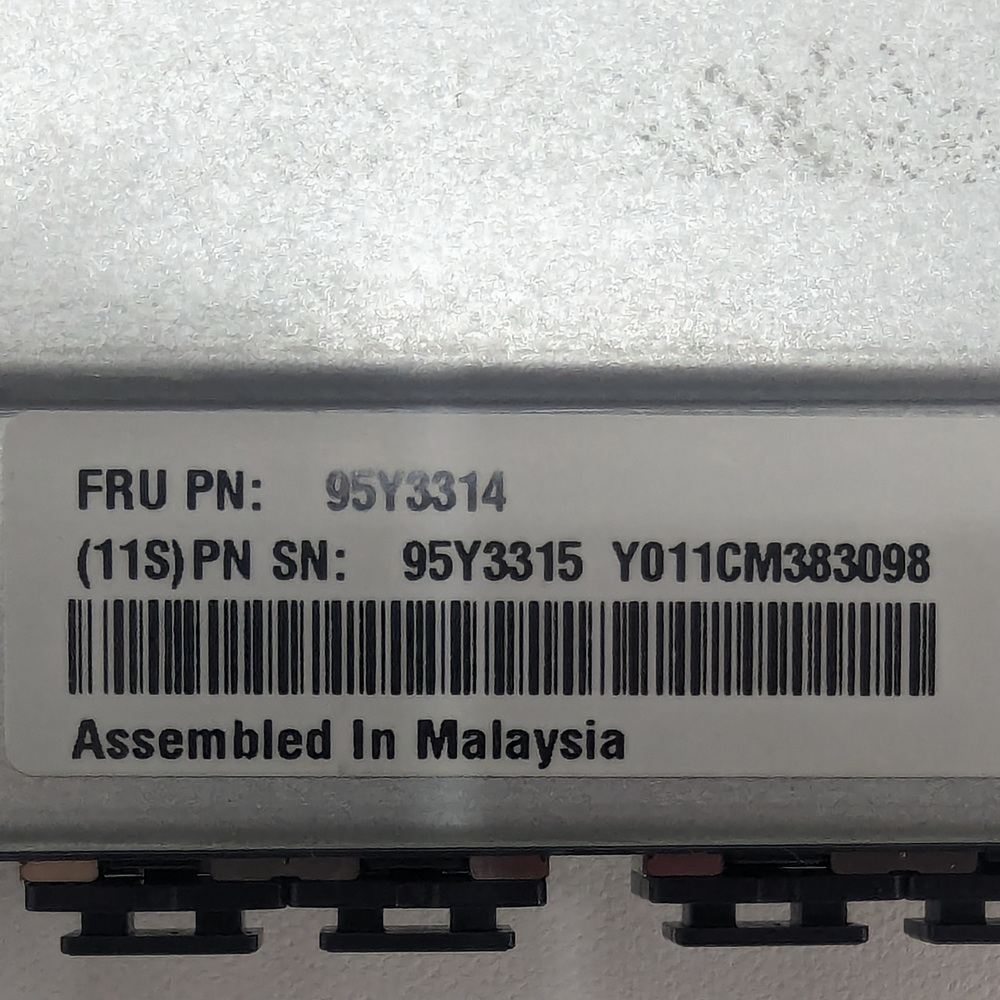 FRU PN: 95Y3314
(11S)PN SN: 95Y3315 Y011CM383098
Assembled In Malaysia